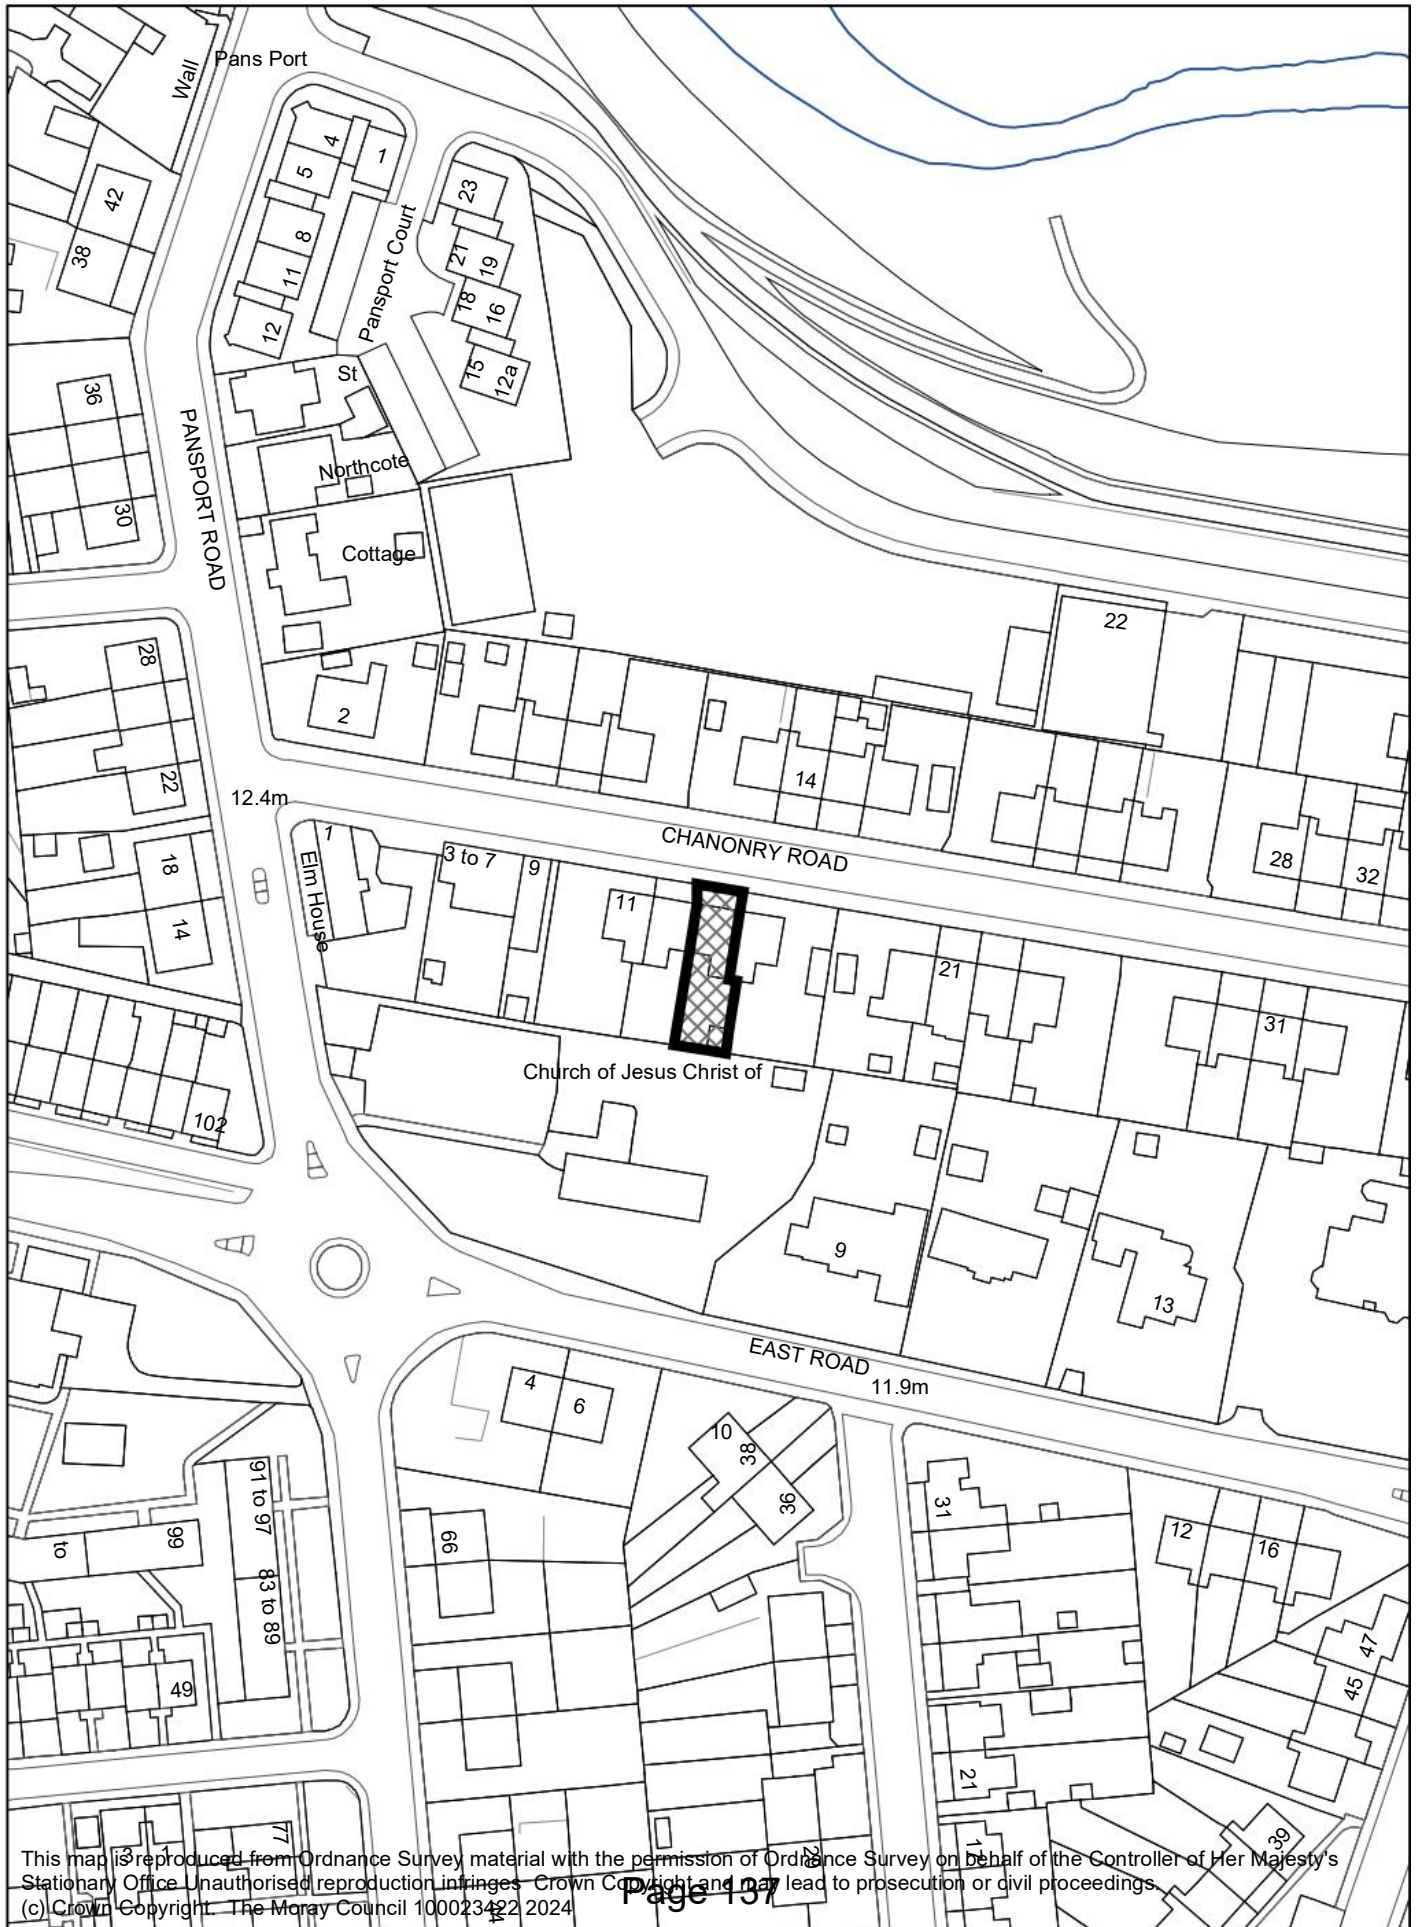 Pans Port
Wall
4
1
5
42
23
8
38
21
19
11
Pansport Court
18
16
12
15
12a
St
36
PANSPORT ROAD
Northcote
30
Cottage
22
28
2
14
22
12.4m
CHANONRY ROAD
1
Elm House
3 to 7
9
28
32
18
11
14
21
31
Church of Jesus Christ of
102
9
13
EAST ROAD
11.9m
4
6
10
38
36
91 to 97
31
12
16
99
to
66
83 to 89
47
45
49
21
77
3
1
17
39
20
This map is reproduced from Ordnance Survey material with the permission of Ordnance Survey on behalf of the Controller of Her Majesty's
Stationary Office Unauthorised reproduction infringes Crown Copyright and may lead to prosecution or civil proceedings.
Page 137
(c) Crown Copyright. The Moray Council 100023422 2024